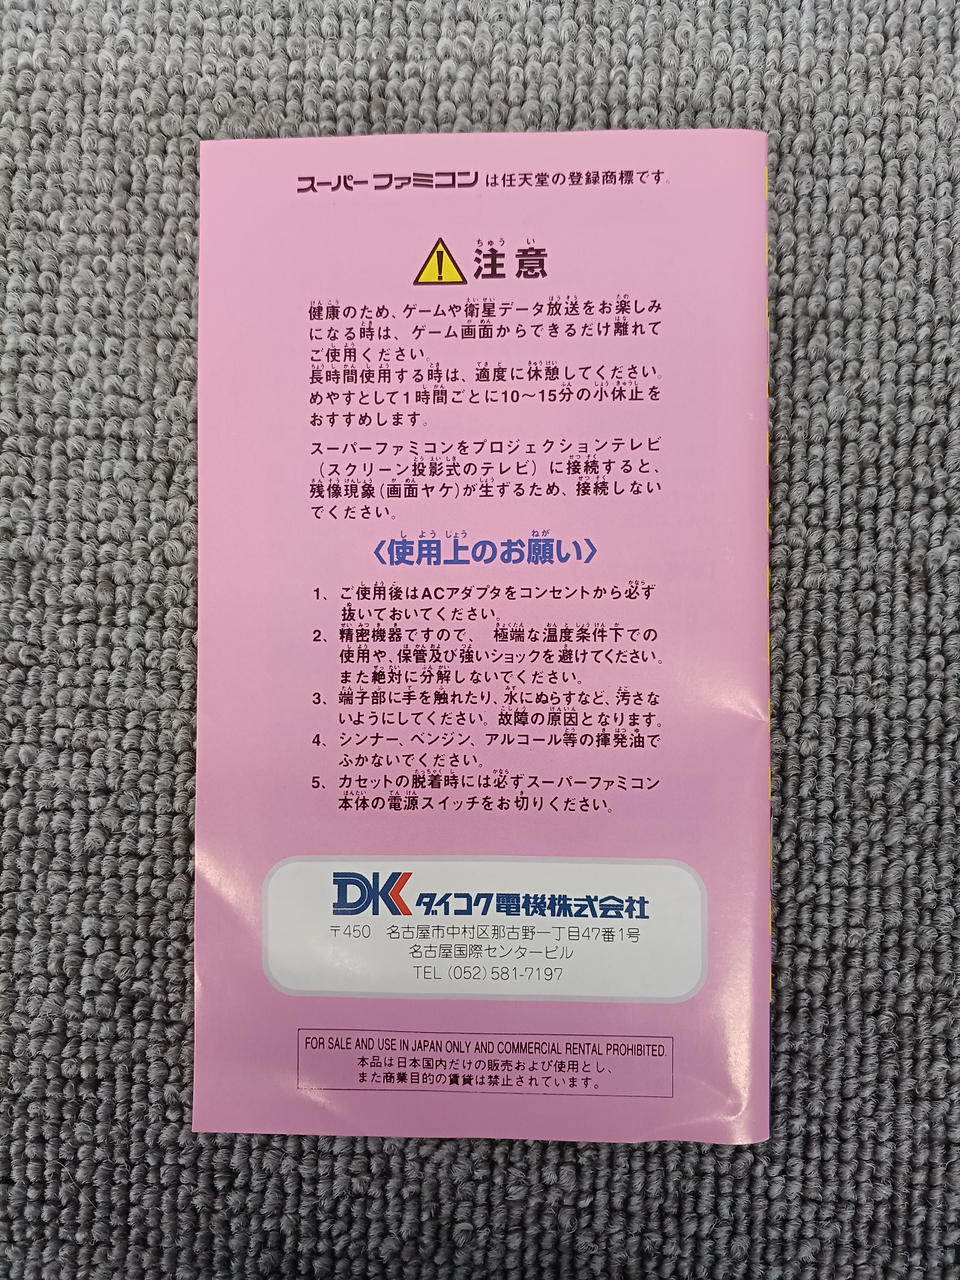 スーパーファミコンは任天堂の登録商標です。
注意
健康のため、ゲームや衛星データ放送をお楽しみ
になる時は、ゲーム画面からできるだけ離れて
ご使用ください。
長時間使用する時は、適度に休憩してください。
めやすとして1時間ごとに10～15分の小休止を
おすすめします。
スーパーファミコンをプロジェクションテレビ
（スクリーン投影式のテレビ）に接続すると、
残像現象(画面ヤケ)が生ずるため、接続しない
でください。
〈使用上のお願い〉
1、ご使用後はACアダプタをコンセントから必ず
抜いておいてください。
2、精密機器ですので、極端な温度条件下での
使用や、保管及び強いショックを避けてください。
また絶対に分解しないでください。
3、端子部に手を触れたり、水にぬらすなど、汚さな
いようにしてください。故障の原因となります。
4、シンナー、ベンジン、アルコール等の揮発油で
ふかないでください。
5、カセットの脱着時には必ずスーパーファミコン
本体の電源スイッチをお切りください。
DK ダイコク電機株式会社
〒450 名古屋市中村区那古野一丁目47番1号
名古屋国際センタービル
TEL (052) 581-7197
FOR SALE AND USE IN JAPAN ONLY AND COMMERCIAL RENTAL PROHIBITED.
本品は日本国内だけの販売および使用とし、
また商業目的の賃貸は禁止されています。